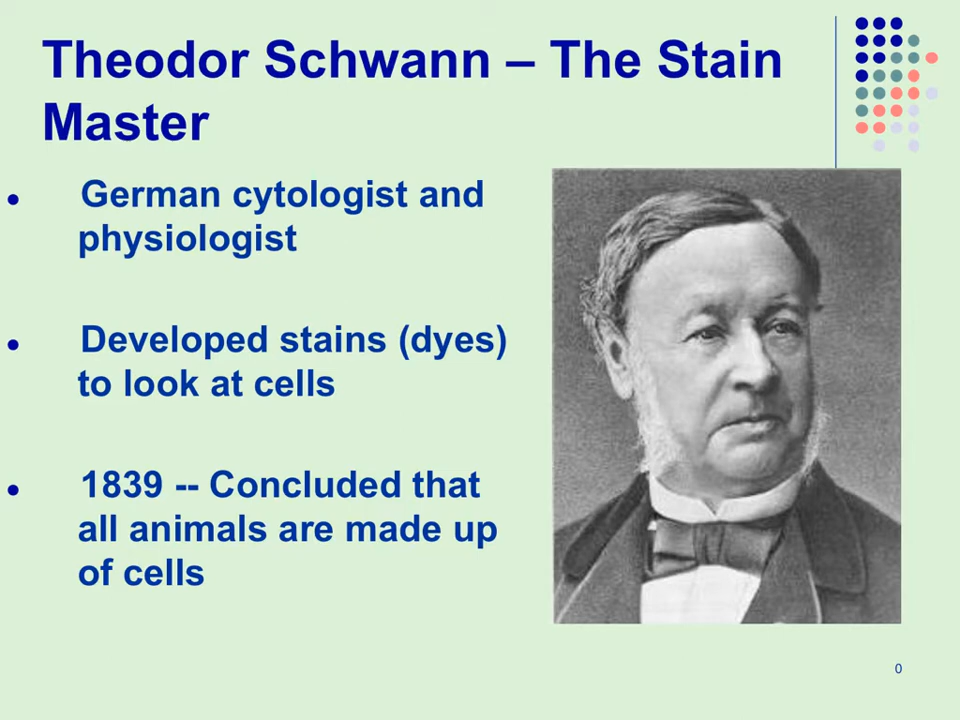 Theodor Schwann – The Stain
Master
● German cytologist and
physiologist
● Developed stains (dyes)
to look at cells
● 1839 -- Concluded that
all animals are made up
of cells
0